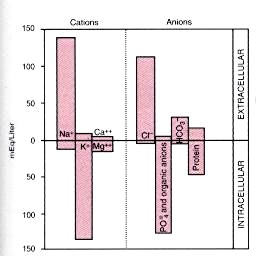 Cations Anions
150
100
50
0
50
100
150
mEq/Liter
Na⁺
K⁺
Ca⁺⁺
Mg⁺⁺
Cl⁻
PO₄ and organic anions
HCO₃⁻
Protein
EXTRACELLULAR
INTRACELLULAR